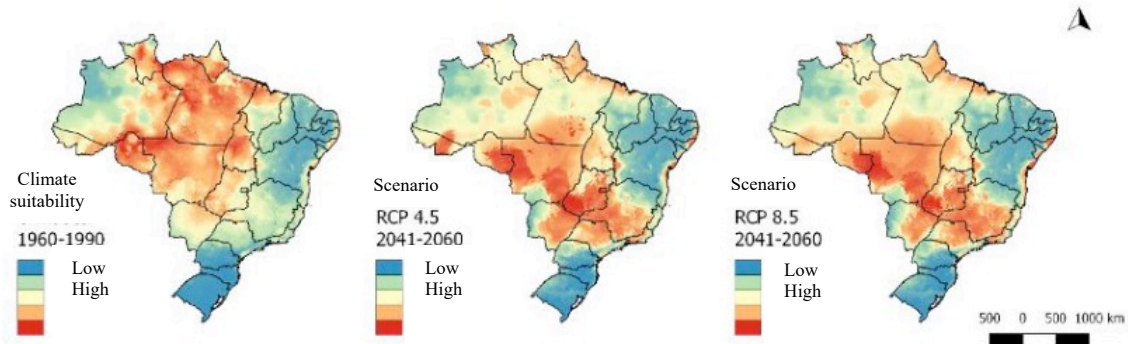 Climate
suitability
1960-1990
Low
High
Scenario
RCP 4.5
2041-2060
Low
High
Scenario
RCP 8.5
2041-2060
Low
High
500 0 500 1000 km